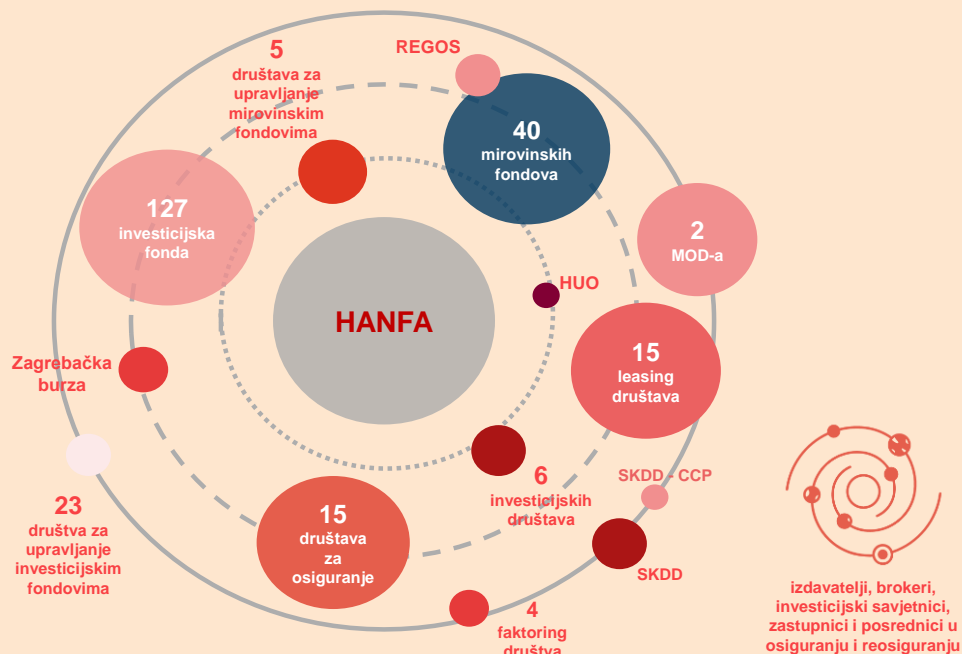 5
društava za
upravljanje
mirovinskim
fondovima
REGOS
40
mirovinskih
fondova
127
investicijska
fonda
2
MOD-a
HUO
HANFA
15
leasing
društava
Zagrebačka
burza
23
društva za
upravljanje
investicijskim
fondovima
15
društava
za
osiguranje
6
investicijskih
društava
SKDD - CCP
SKDD
4
faktoring
društva
izdavatelji, brokeri,
investicijski savjetnici,
zastupnici i posrednici u
osiguranju i reosiguranju